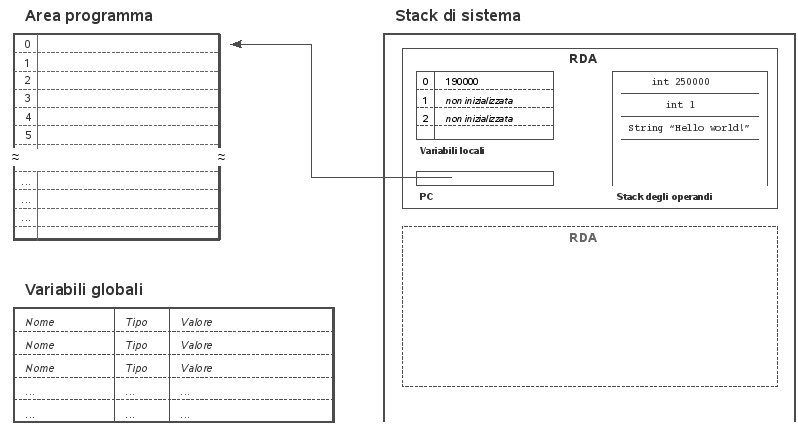 Area programma
0
1
2
3
4
5
≈ ≈
...
...
...
Variabili globali
Nome Tipo Valore
Nome Tipo Valore
Nome Tipo Valore
... ... ...
... ... ...
Stack di sistema
RDA
0 190000
1 non inizializzata
2 non inizializzata
Variabili locali
PC
int 250000
int 1
String “Hello world!”
Stack degli operandi
RDA